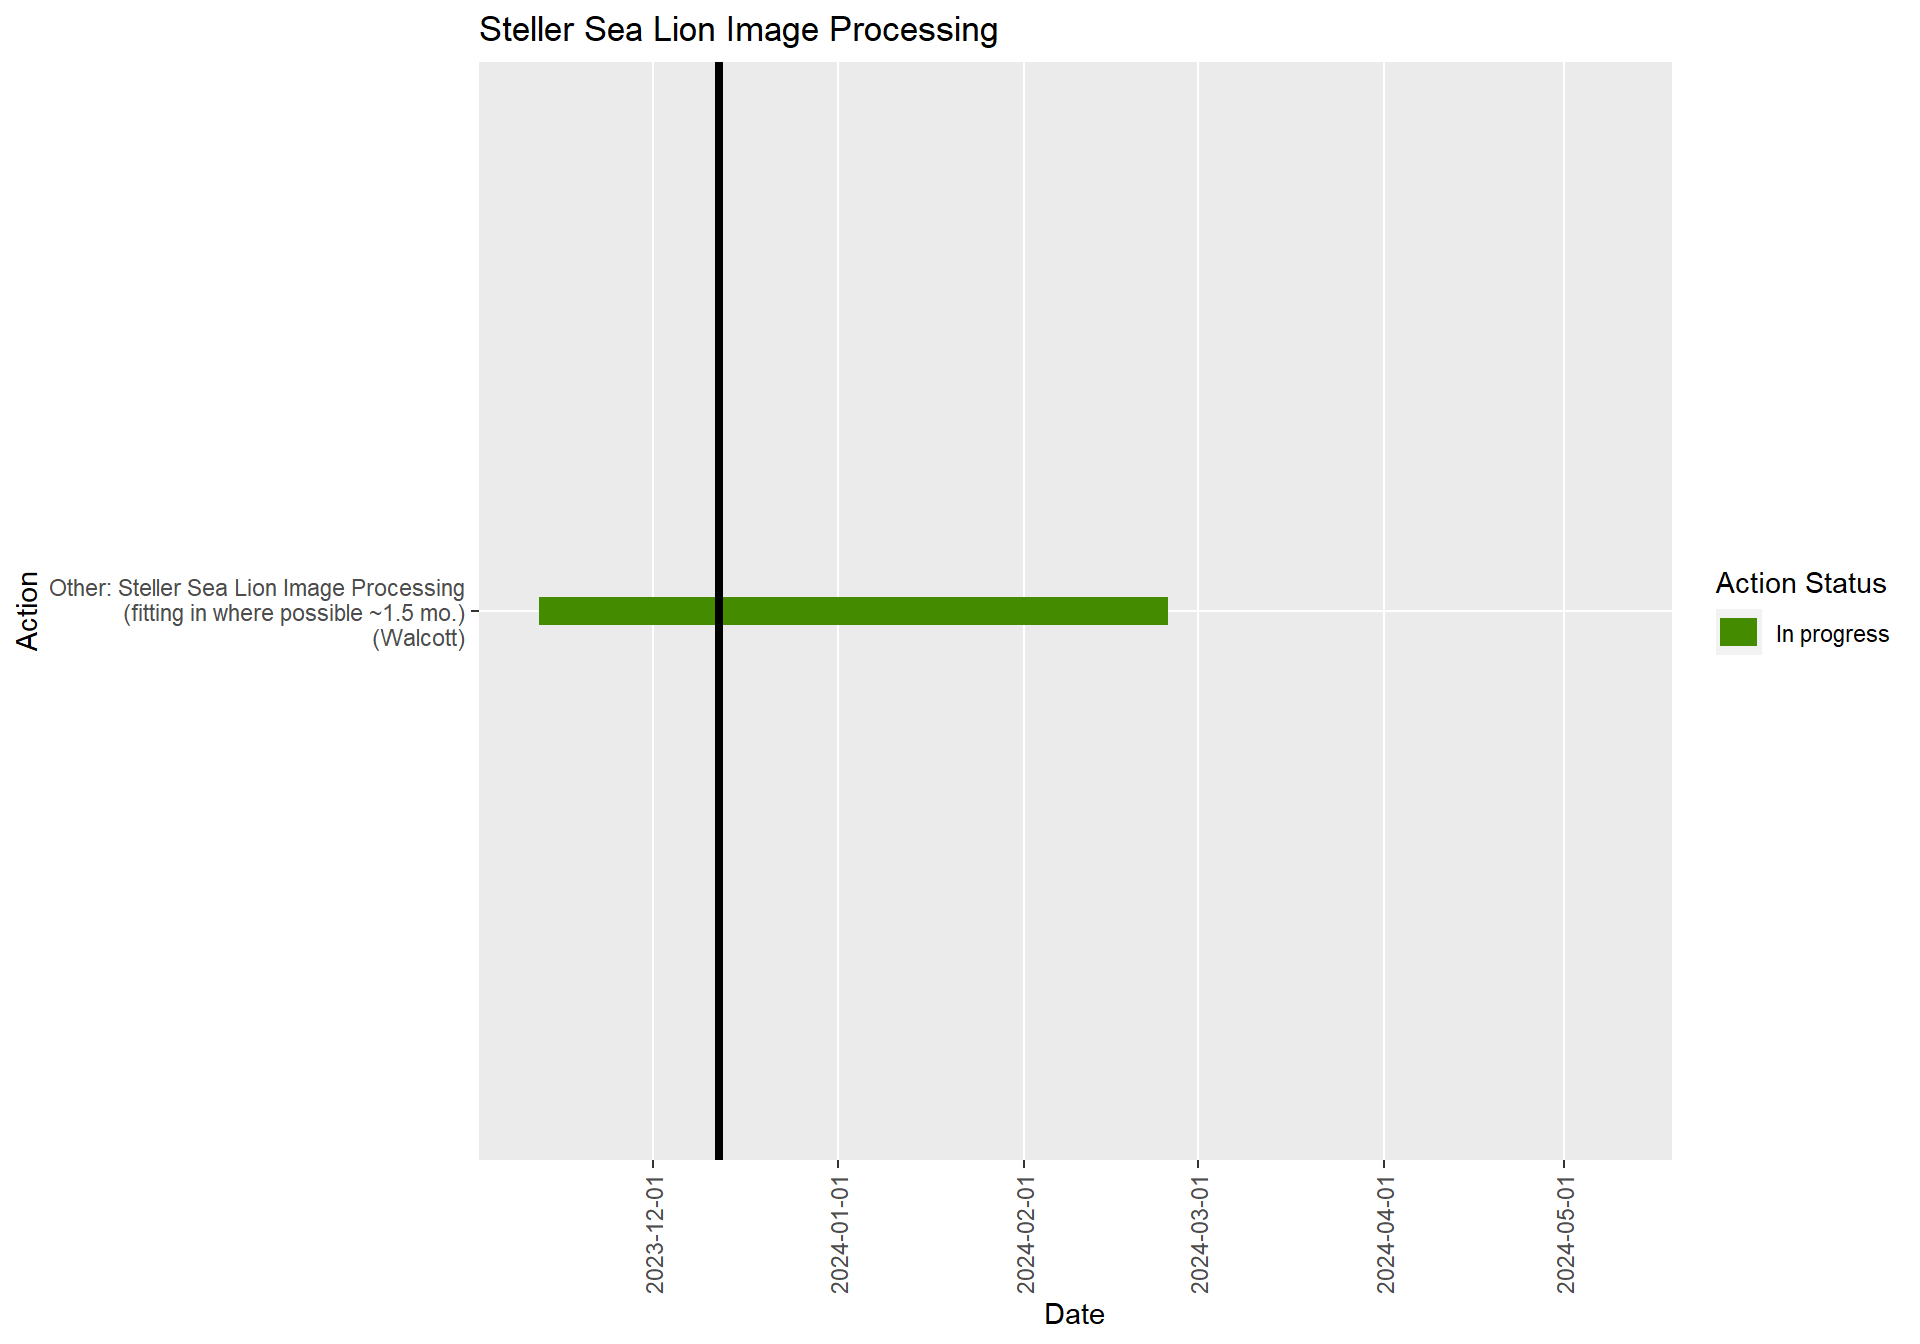 Steller Sea Lion Image Processing
Action
Other: Steller Sea Lion Image Processing
(fitting in where possible ~1.5 mo.)
(Walcott)
Action Status
In progress
2023-12-01
2024-01-01
2024-02-01
2024-03-01
2024-04-01
2024-05-01
Date